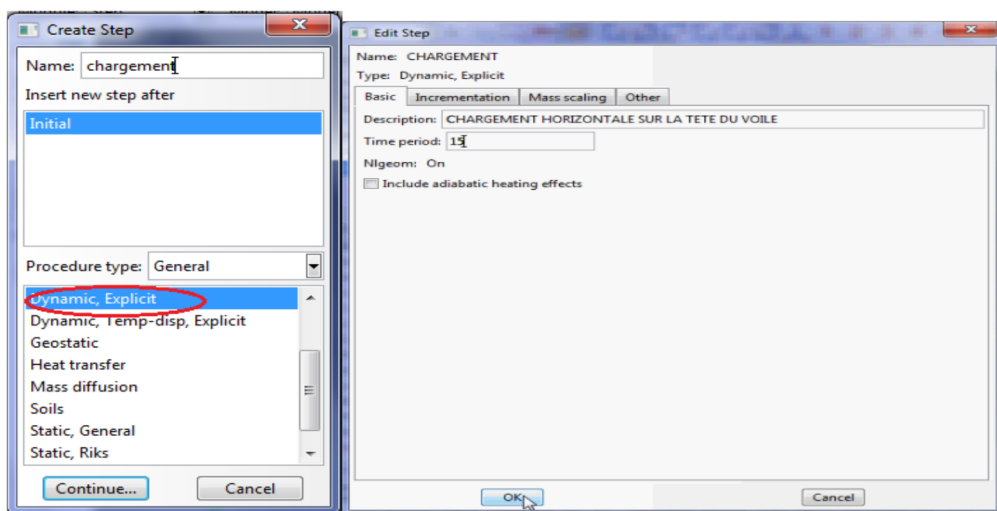 Create Step
Name: chargement
Insert new step after
Initial
Procedure type: General
Dynamic, Explicit
Dynamic, Temp-disp, Explicit
Geostatic
Heat transfer
Mass diffusion
Soils
Static, General
Static, Riks
Continue... Cancel
Edit Step
Name: CHARGEMENT
Type: Dynamic, Explicit
Basic Incrementation Mass scaling Other
Description: CHARGEMENT HORIZONTALE SUR LA TETE DU VOILE
Time period: 15
Nlgeom: On
Include adiabatic heating effects
OK Cancel